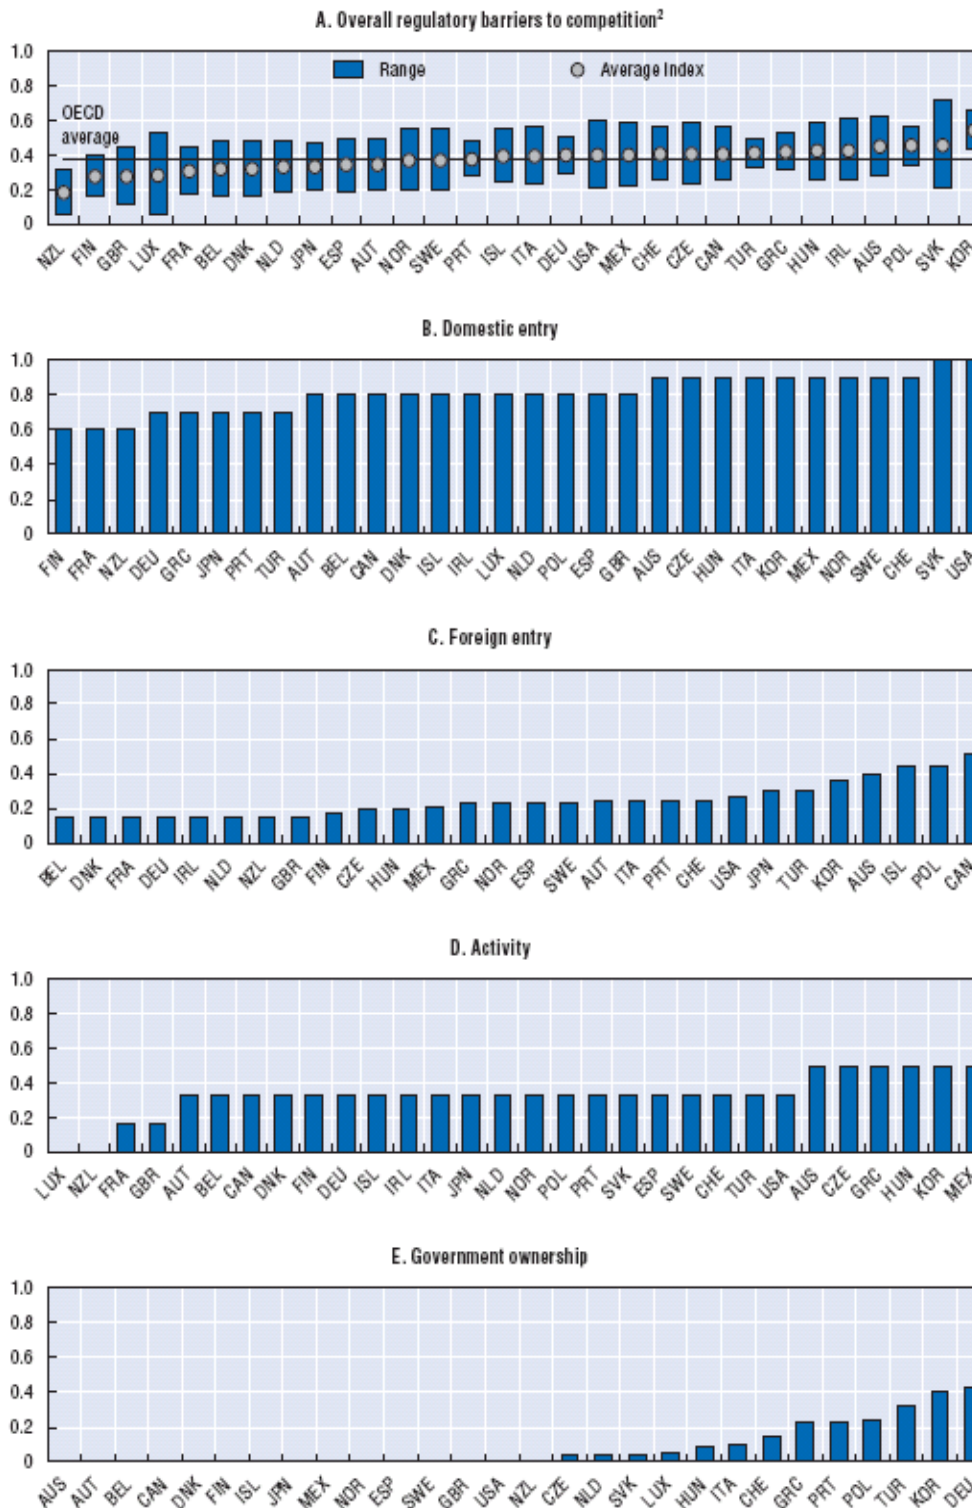 A. Overall regulatory barriers to competition²
1.0
Range
Average Index
0.8
OECD
average
0.6
0.4
0.2
0
NZL FIN GBR LUX FRA BEL DNK NLD JPN ESP AUT NOR SWE PRT ISL ITA DEU USA MEX CHE CZE CAN TUR GRC HUN IRL AUS POL SVK KOR
B. Domestic entry
1.0
0.8
0.6
0.4
0.2
0
FIN FRA NZL DEU GRC JPN PRT TUR AUT BEL CAN DNK ISL IRL LUX NLD POL ESP GBR AUS CZE HUN ITA KOR MEX NOR SWE CHE SVK USA
C. Foreign entry
1.0
0.8
0.6
0.4
0.2
0
BEL DNK FRA DEU IRL NLD NZL GBR FIN CZE HUN MEX GRC NOR ESP SWE AUT ITA PRT CHE USA JPN TUR KOR AUS ISL POL CAN
D. Activity
1.0
0.8
0.6
0.4
0.2
0
LUX NZL FRA GBR AUT BEL CAN DNK FIN DEU ISL IRL ITA JPN NLD NOR POL PRT SVK ESP SWE CHE TUR USA AUS CZE GRC HUN KOR MEX
E. Government ownership
1.0
0.8
0.6
0.4
0.2
0
AUS AUT BEL CAN DNK FIN ISL JPN MEX NOR ESP SWE GBR USA NZL CZE NLD SVK LUX HUN ITA CHE GRC PRT POL TUR KOR DEU